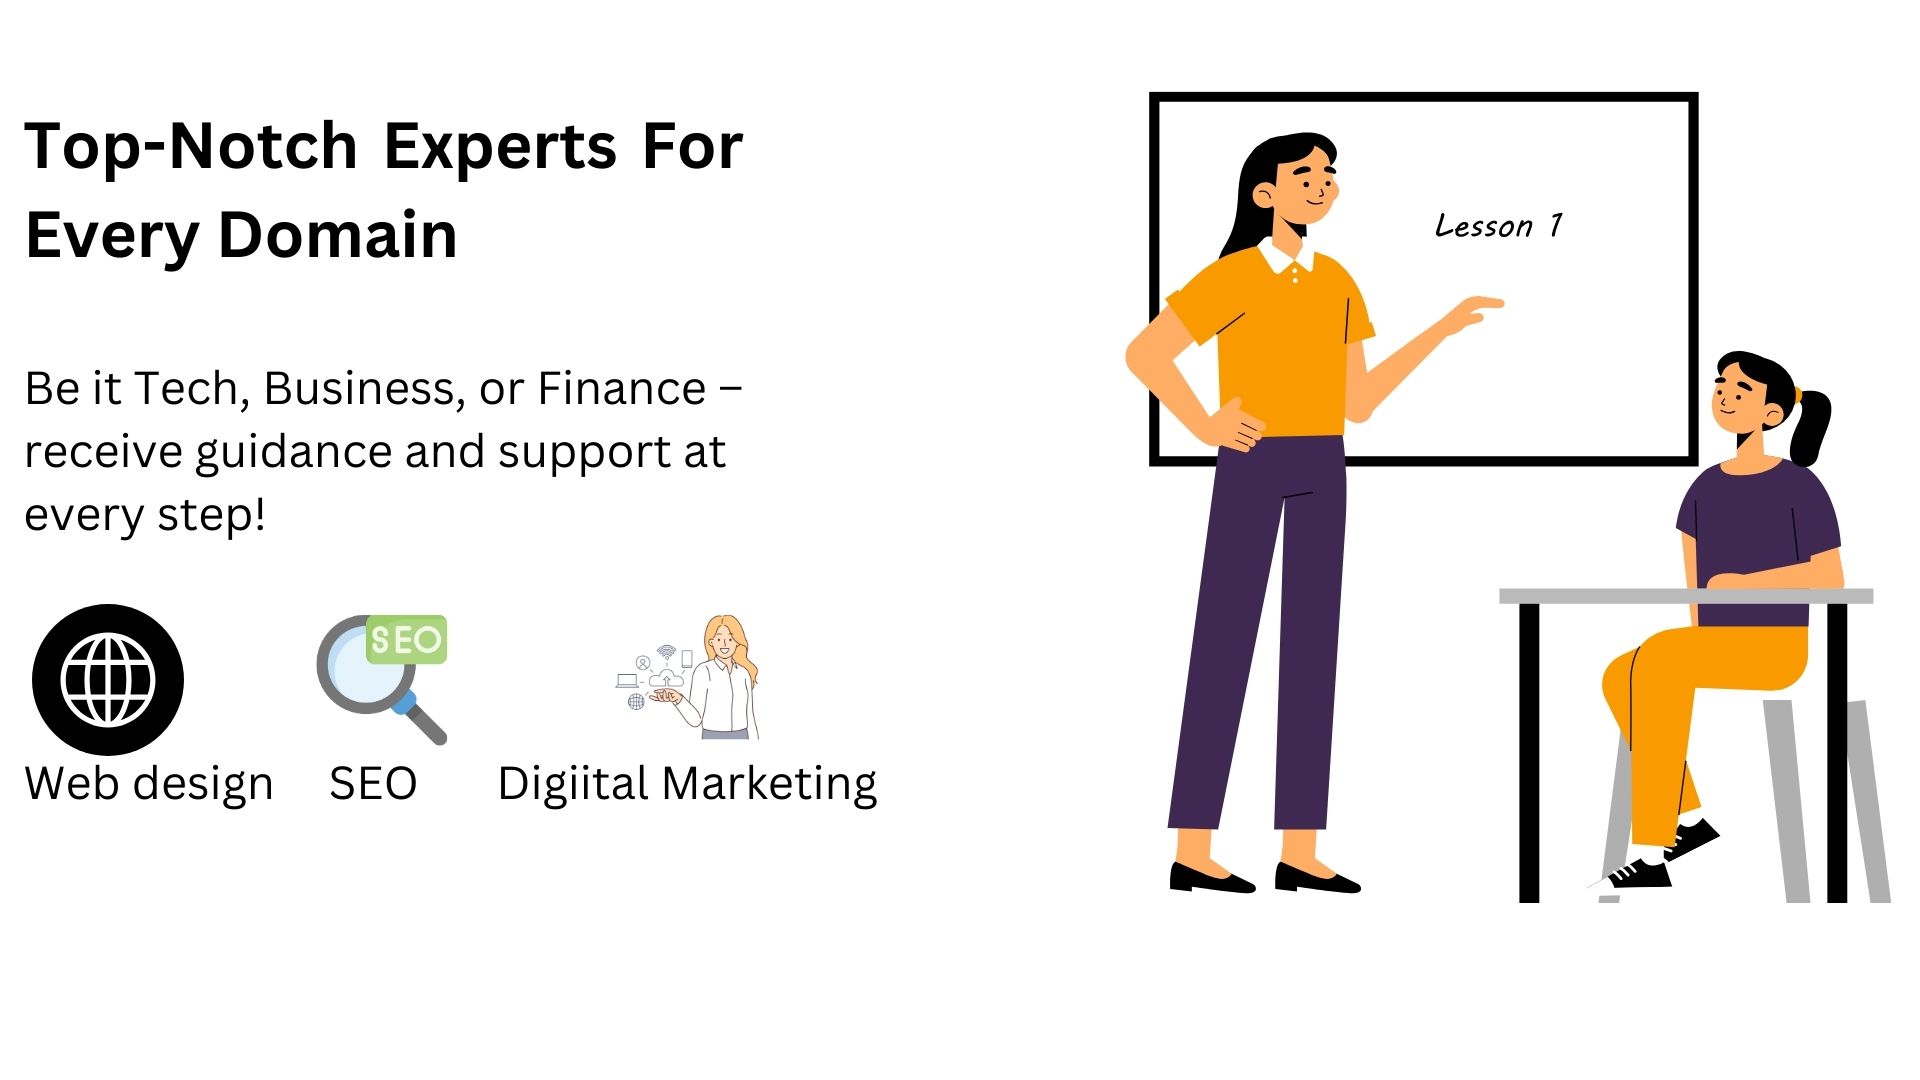 Top-Notch Experts For
Every Domain
Be it Tech, Business, or Finance –
receive guidance and support at
every step!
SEO
Web design
SEO
Digiital Marketing
Lesson 1